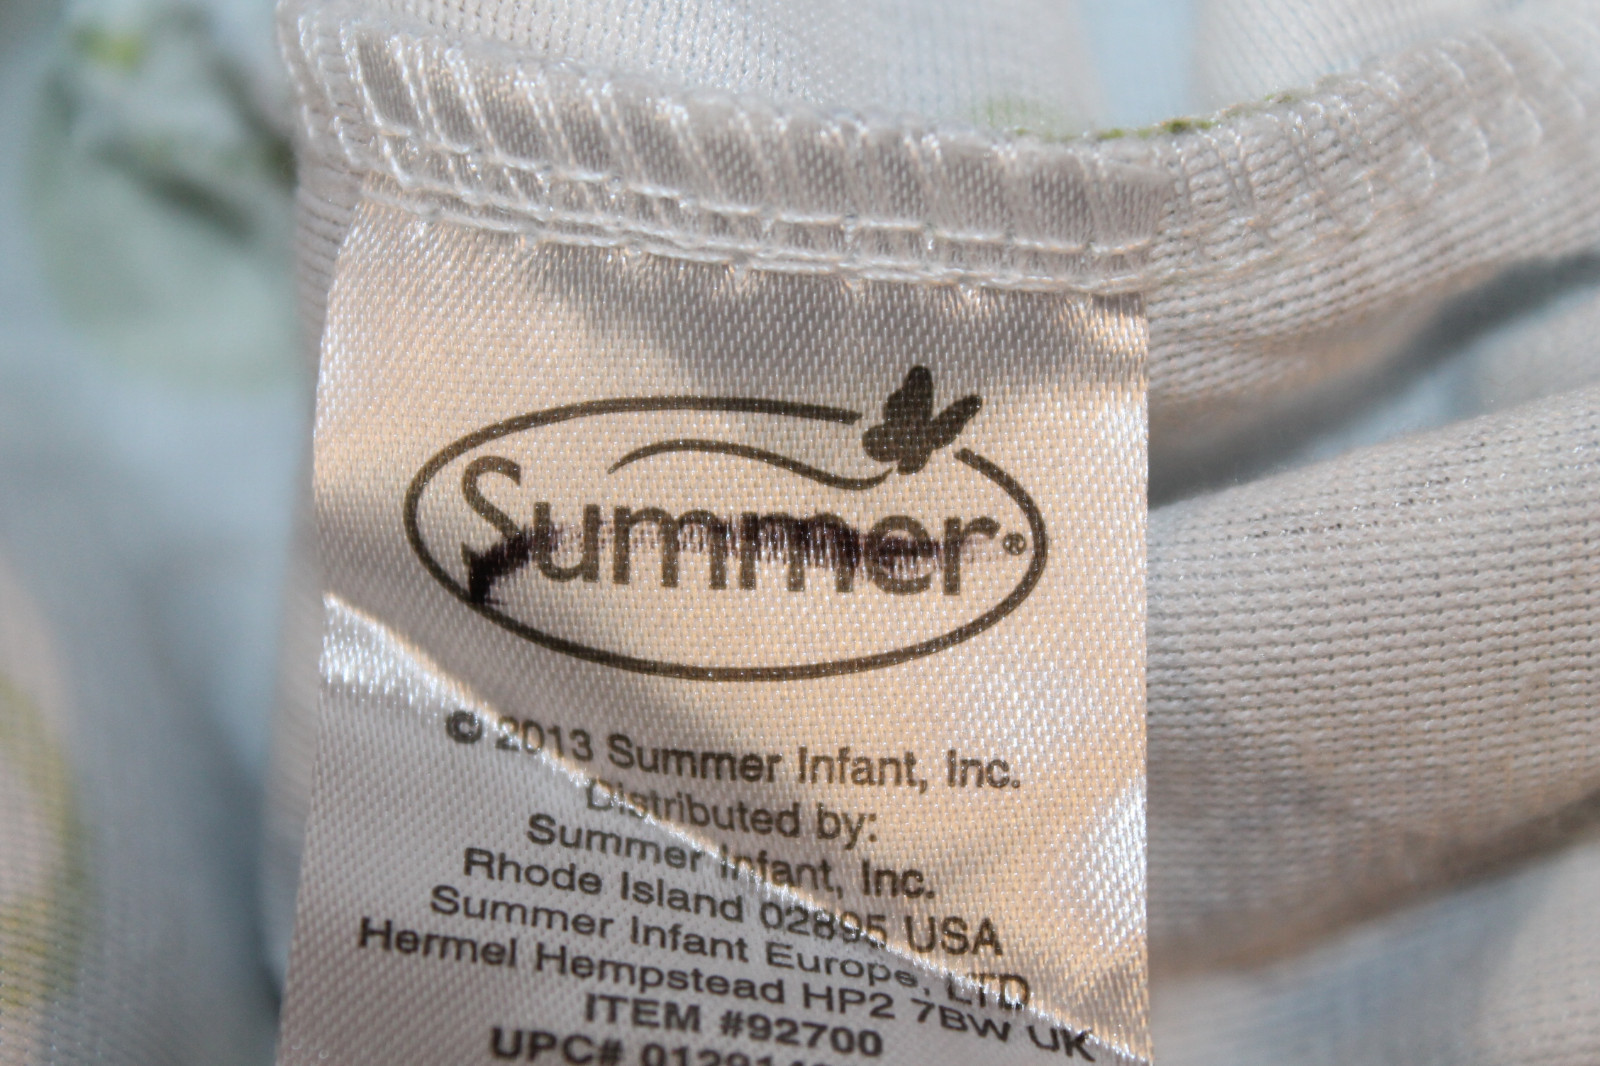 Summer®
© 2013 Summer Infant, Inc.
Distributed by:
Summer Infant, Inc.
Rhode Island 02895 USA
Summer Infant Europe, LTD
Hermel Hempstead HP2 7BW UK
ITEM #92700
UPC#